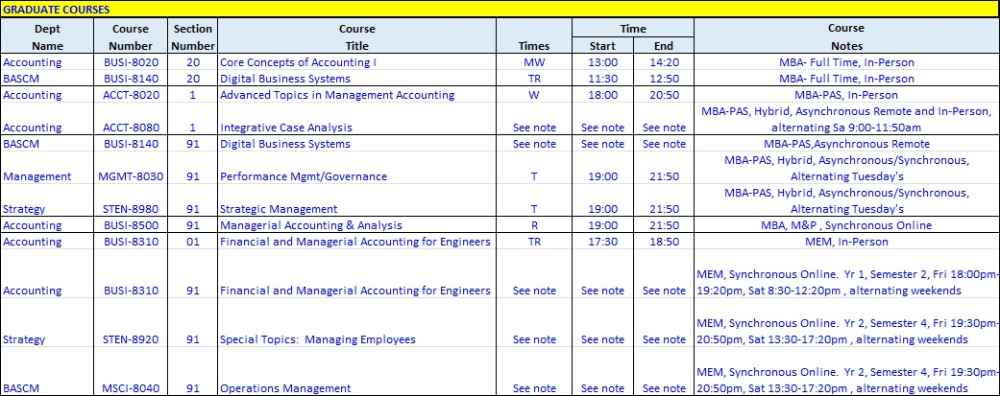 GRADUATE COURSES
Dept Course Section Course Time Course
Name Number Number Title Times Start End Notes
Accounting BUSI-8020 20 Core Concepts of Accounting I MW 13:00 14:20 MBA- Full Time, In-Person
BASCM BUSI-8140 20 Digital Business Systems TR 11:30 12:50 MBA- Full Time, In-Person
Accounting ACCT-8020 1 Advanced Topics in Management Accounting W 18:00 20:50 MBA-PAS, In-Person
MBA-PAS, Hybrid, Asynchronous Remote and In-Person,
Accounting ACCT-8080 1 Integrative Case Analysis See note See note See note alternating Sa 9:00-11:50am
BASCM BUSI-8140 91 Digital Business Systems See note See note See note MBA-PAS,Asynchronous Remote
MBA-PAS, Hybrid, Asynchronous/Synchronous,
Management MGMT-8030 91 Performance Mgmt/Governance T 19:00 21:50 Alternating Tuesday's
MBA-PAS, Hybrid, Asynchronous/Synchronous,
Strategy STEN-8980 91 Strategic Management T 19:00 21:50 Alternating Tuesday's
Accounting BUSI-8500 91 Managerial Accounting & Analysis R 19:00 21:50 MBA, M&P , Synchronous Online
Accounting BUSI-8310 01 Financial and Managerial Accounting for Engineers TR 17:30 18:50 MEM, In-Person
MEM, Synchronous Online. Yr 1, Semester 2, Fri 18:00pm-
Accounting BUSI-8310 91 Financial and Managerial Accounting for Engineers See note See note See note 19:20pm, Sat 8:30-12:20pm , alternating weekends
MEM, Synchronous Online. Yr 2, Semester 4, Fri 19:30pm-
Strategy STEN-8920 91 Special Topics: Managing Employees See note See note See note 20:50pm, Sat 13:30-17:20pm , alternating weekends
MEM, Synchronous Online. Yr 2, Semester 4, Fri 19:30pm-
BASCM MSCI-8040 91 Operations Management See note See note See note 20:50pm, Sat 13:30-17:20pm , alternating weekends